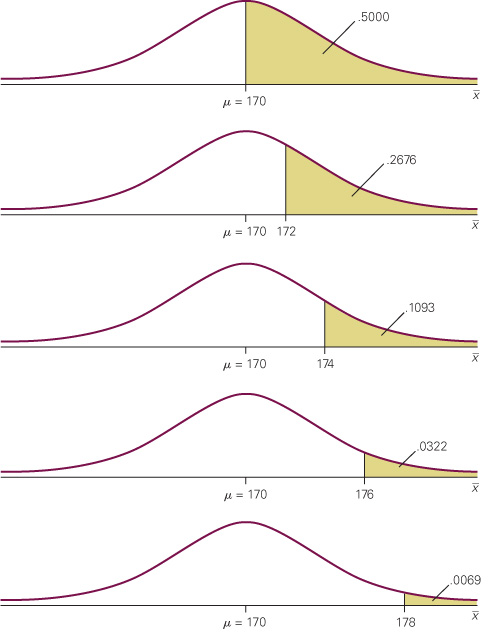 .5000
μ = 170
x̄
.2676
μ = 170 172
x̄
.1093
μ = 170 174
x̄
.0322
μ = 170 176
x̄
.0069
μ = 170 178
x̄